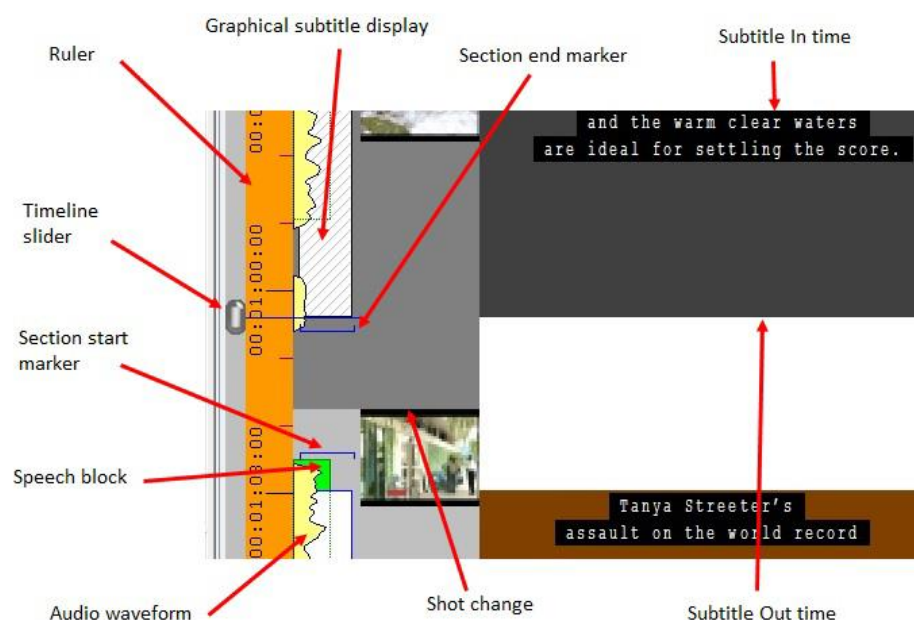 Graphical subtitle display
Ruler
Section end marker
Subtitle In time
and the warm clear waters
are ideal for settling the score.
Timeline
slider
00:01:00:00
Section start
marker
Speech block
00:01:08:00
Tanya Streeter's
assault on the world record
Audio waveform
Shot change
Subtitle Out time